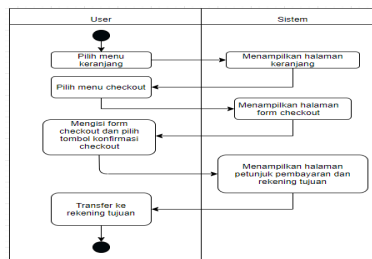 User
Sistem
Pilih menu
keranjang
Menampilkan halaman
keranjang
Pilih menu checkout
Menampilkan halaman
form checkout
Mengisi form
checkout dan pilih
tombol konfirmasi
checkout
Menampilkan halaman
petunjuk pembayaran dan
rekening tujuan
Transfer ke
rekening tujuan